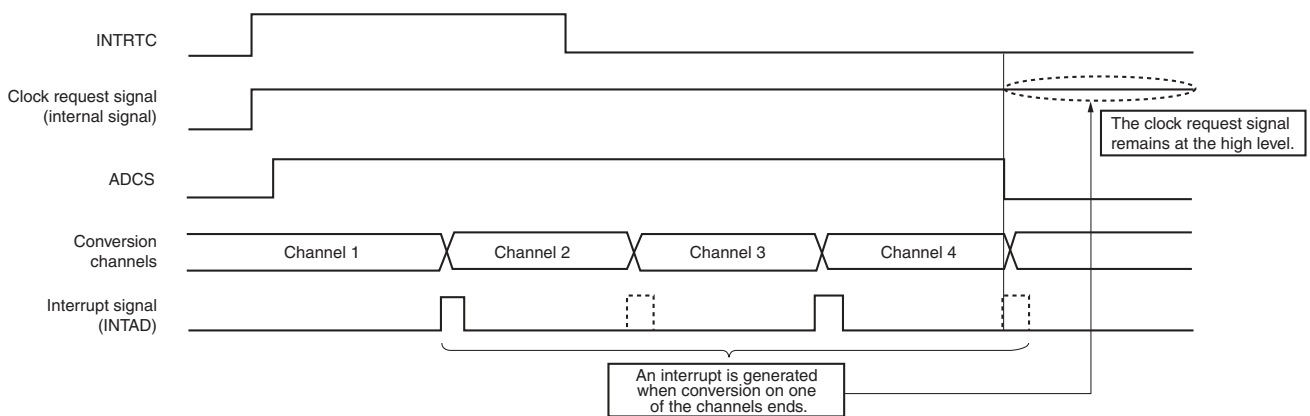 INTRTC
Clock request signal
(internal signal)
The clock request signal
remains at the high level.
ADCS
Conversion
channels
Channel 1
Channel 2
Channel 3
Channel 4
Interrupt signal
(INTAD)
An interrupt is generated
when conversion on one
of the channels ends.